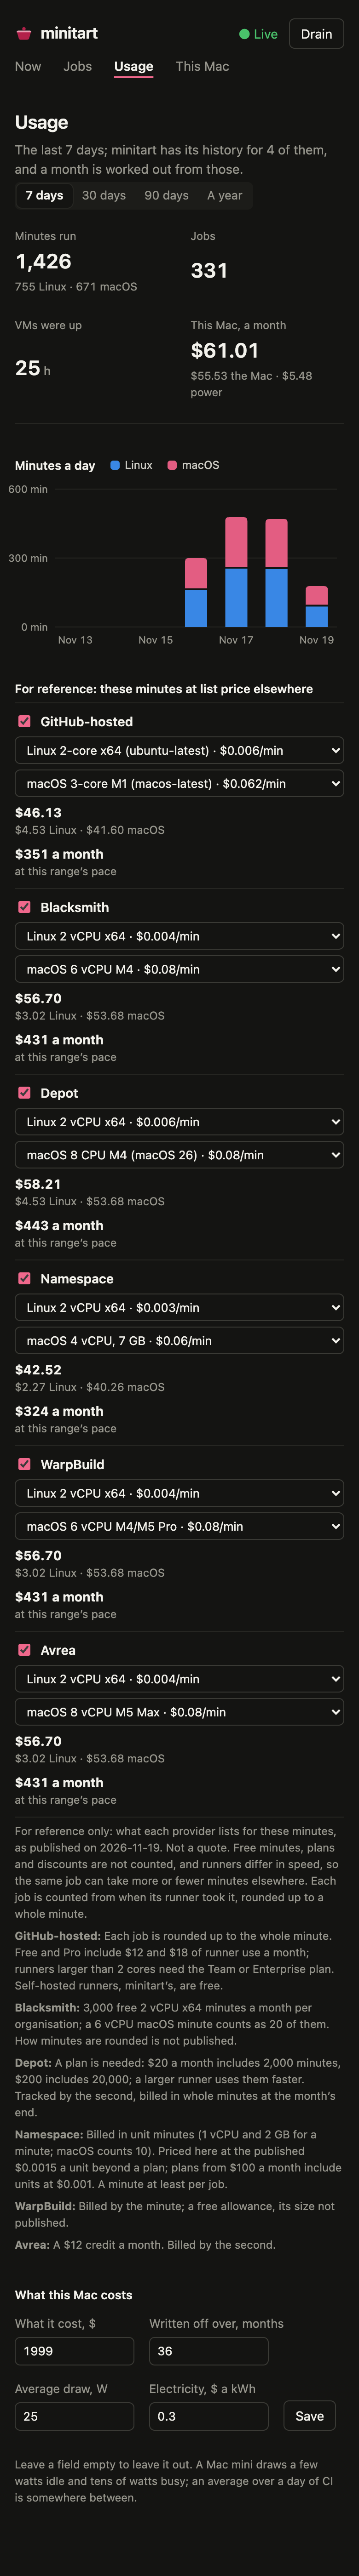 minitart
Live
Drain
Now
Jobs
Usage
This Mac
Usage
The last 7 days; minitart has its history for 4 of them,
and a month is worked out from those.
7 days
30 days
90 days
A year
Minutes run
1,426
755 Linux · 671 macOS
Jobs
331
VMs were up
25 h
This Mac, a month
$61.01
$55.53 the Mac · $5.48
power
Minutes a day
Linux
macOS
600 min
300 min
0 min
Nov 13
Nov 15
Nov 17
Nov 19
For reference: these minutes at list price elsewhere
GitHub-hosted
Linux 2-core x64 (ubuntu-latest) · $0.006/min
macOS 3-core M1 (macos-latest) · $0.062/min
$46.13
$4.53 Linux · $41.60 macOS
$351 a month
at this range’s pace
Blacksmith
Linux 2 vCPU x64 · $0.004/min
macOS 6 vCPU M4 · $0.08/min
$56.70
$3.02 Linux · $53.68 macOS
$431 a month
at this range’s pace
Depot
Linux 2 vCPU x64 · $0.006/min
macOS 8 CPU M4 (macOS 26) · $0.08/min
$58.21
$4.53 Linux · $53.68 macOS
$443 a month
at this range’s pace
Namespace
Linux 2 vCPU x64 · $0.003/min
macOS 4 vCPU, 7 GB · $0.06/min
$42.52
$2.27 Linux · $40.26 macOS
$324 a month
at this range’s pace
WarpBuild
Linux 2 vCPU x64 · $0.004/min
macOS 6 vCPU M4/M5 Pro · $0.08/min
$56.70
$3.02 Linux · $53.68 macOS
$431 a month
at this range’s pace
Avrea
Linux 2 vCPU x64 · $0.004/min
macOS 8 vCPU M5 Max · $0.08/min
$56.70
$3.02 Linux · $53.68 macOS
$431 a month
at this range’s pace
For reference only: what each provider lists for these minutes,
as published on 2026-11-19. Not a quote. Free minutes, plans
and discounts are not counted, and runners differ in speed, so
the same job can take more or fewer minutes elsewhere. Each
job is counted from when its runner took it, rounded up to a
whole minute.
GitHub-hosted: Each job is rounded up to the whole minute.
Free and Pro include $12 and $18 of runner use a month;
runners larger than 2 cores need the Team or Enterprise plan.
Self-hosted runners, minitart’s, are free.
Blacksmith: 3,000 free 2 vCPU x64 minutes a month per
organisation; a 6 vCPU macOS minute counts as 20 of them.
How minutes are rounded is not published.
Depot: A plan is needed: $20 a month includes 2,000 minutes,
$200 includes 20,000; a larger runner uses them faster.
Tracked by the second, billed in whole minutes at the month’s
end.
Namespace: Billed in unit minutes (1 vCPU and 2 GB for a
minute; macOS counts 10). Priced here at the published
$0.0015 a unit beyond a plan; plans from $100 a month include
units at $0.001. A minute at least per job.
WarpBuild: Billed by the minute; a free allowance, its size not
published.
Avrea: A $12 credit a month. Billed by the second.
What this Mac costs
What it cost, $
Written off over, months
1999
36
Average draw, W
Electricity, $ a kWh
25
0.3
Save
Leave a field empty to leave it out. A Mac mini draws a few
watts idle and tens of watts busy; an average over a day of CI
is somewhere between.